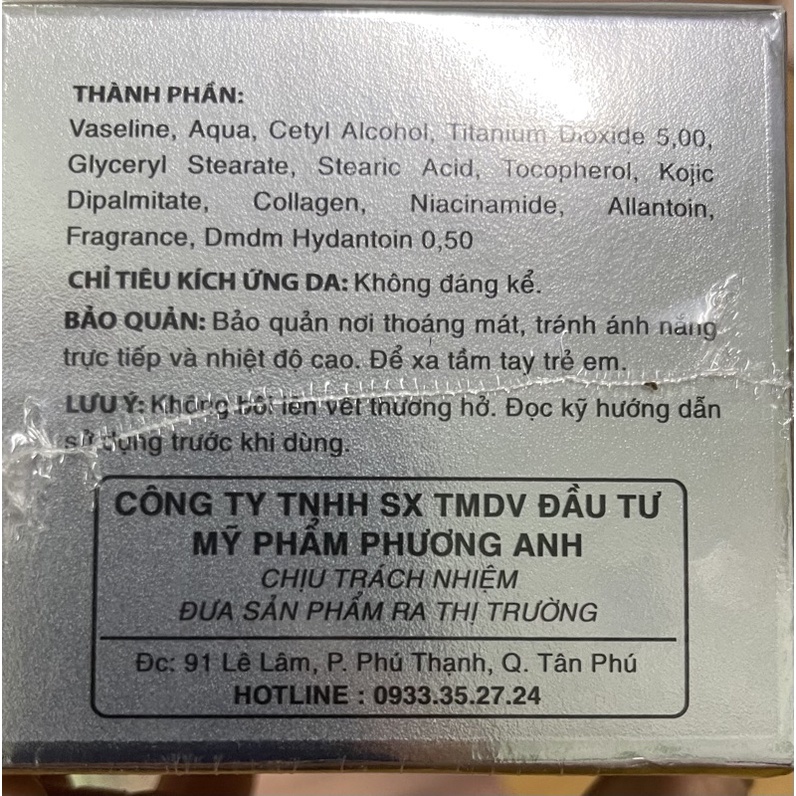 THÀNH PHẦN:
Vaseline, Aqua, Cetyl Alcohol, Titanium Dioxide 5,00,
Glyceryl Stearate, Stearic Acid, Tocopherol, Kojic
Dipalmitate, Collagen, Niacinamide, Allantoin,
Fragrance, Dmdm Hydantoin 0,50
CHỈ TIÊU KÍCH ỨNG DA: Không đáng kể.
BẢO QUẢN: Bảo quản nơi thoáng mát, tránh ánh nắng
trực tiếp và nhiệt độ cao. Để xa tầm tay trẻ em.
LƯU Ý: Không bôi lên vết thương hở. Đọc kỹ hướng dẫn
sử dụng trước khi dùng.
CÔNG TY TNHH SX TMDV ĐẦU TƯ
MỸ PHẨM PHƯƠNG ANH
CHỊU TRÁCH NHIỆM
ĐƯA SẢN PHẨM RA THỊ TRƯỜNG
Đc: 91 Lê Lâm, P. Phú Thạnh, Q. Tân Phú
HOTLINE : 0933.35.27.24